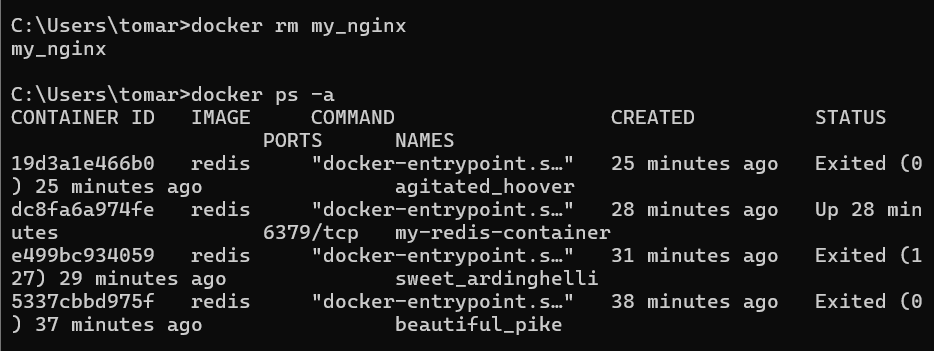 C:\Users\tomar>docker rm my_nginx
my_nginx

C:\Users\tomar>docker ps -a
CONTAINER ID   IMAGE     COMMAND                  CREATED          STATUS
                     PORTS      NAMES
19d3a1e466b0   redis     "docker-entrypoint.s…"   25 minutes ago   Exited (0
) 25 minutes ago                agitated_hoover
dc8fa6a974fe   redis     "docker-entrypoint.s…"   28 minutes ago   Up 28 min
utes                 6379/tcp   my-redis-container
e499bc934059   redis     "docker-entrypoint.s…"   31 minutes ago   Exited (1
27) 29 minutes ago              sweet_ardinghelli
5337cbbd975f   redis     "docker-entrypoint.s…"   38 minutes ago   Exited (0
) 37 minutes ago                beautiful_pike